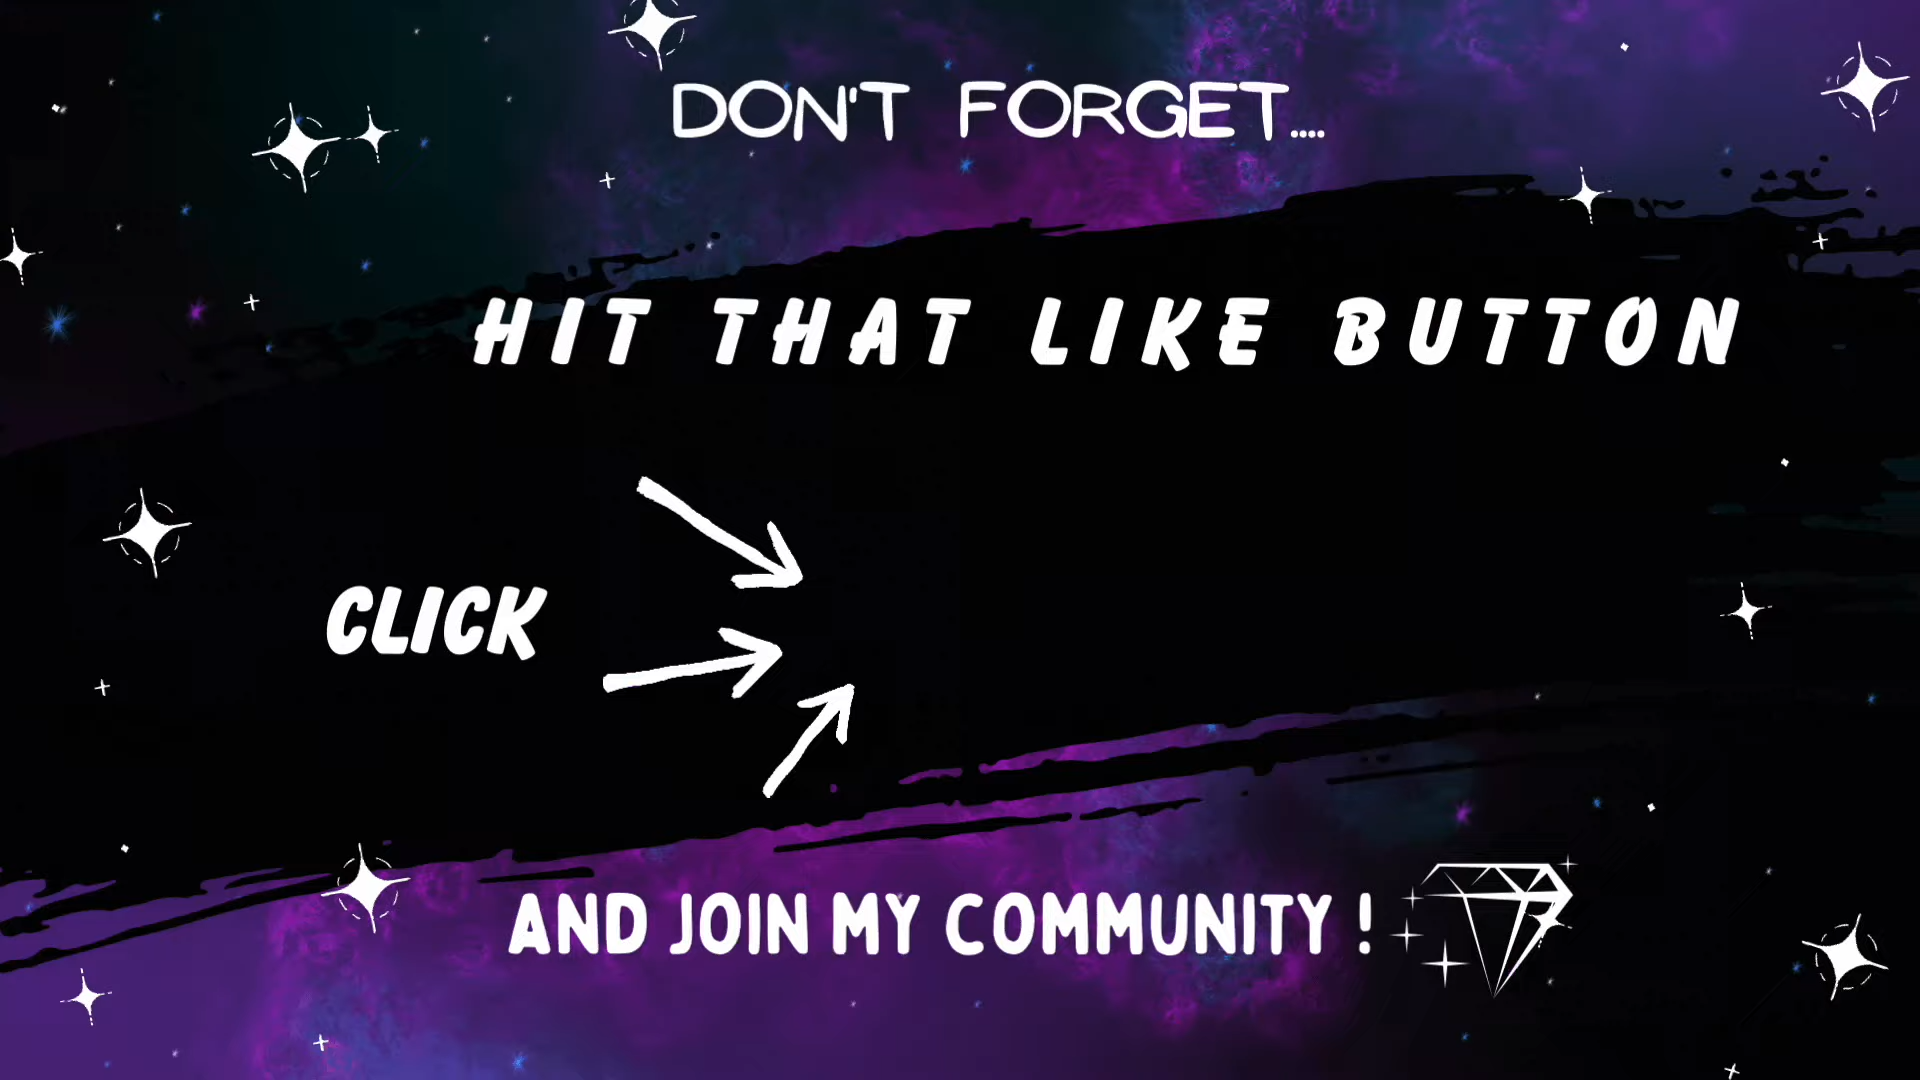 DON'T FORGET....
HIT THAT LIKE BUTTON
CLICK
AND JOIN MY COMMUNITY !